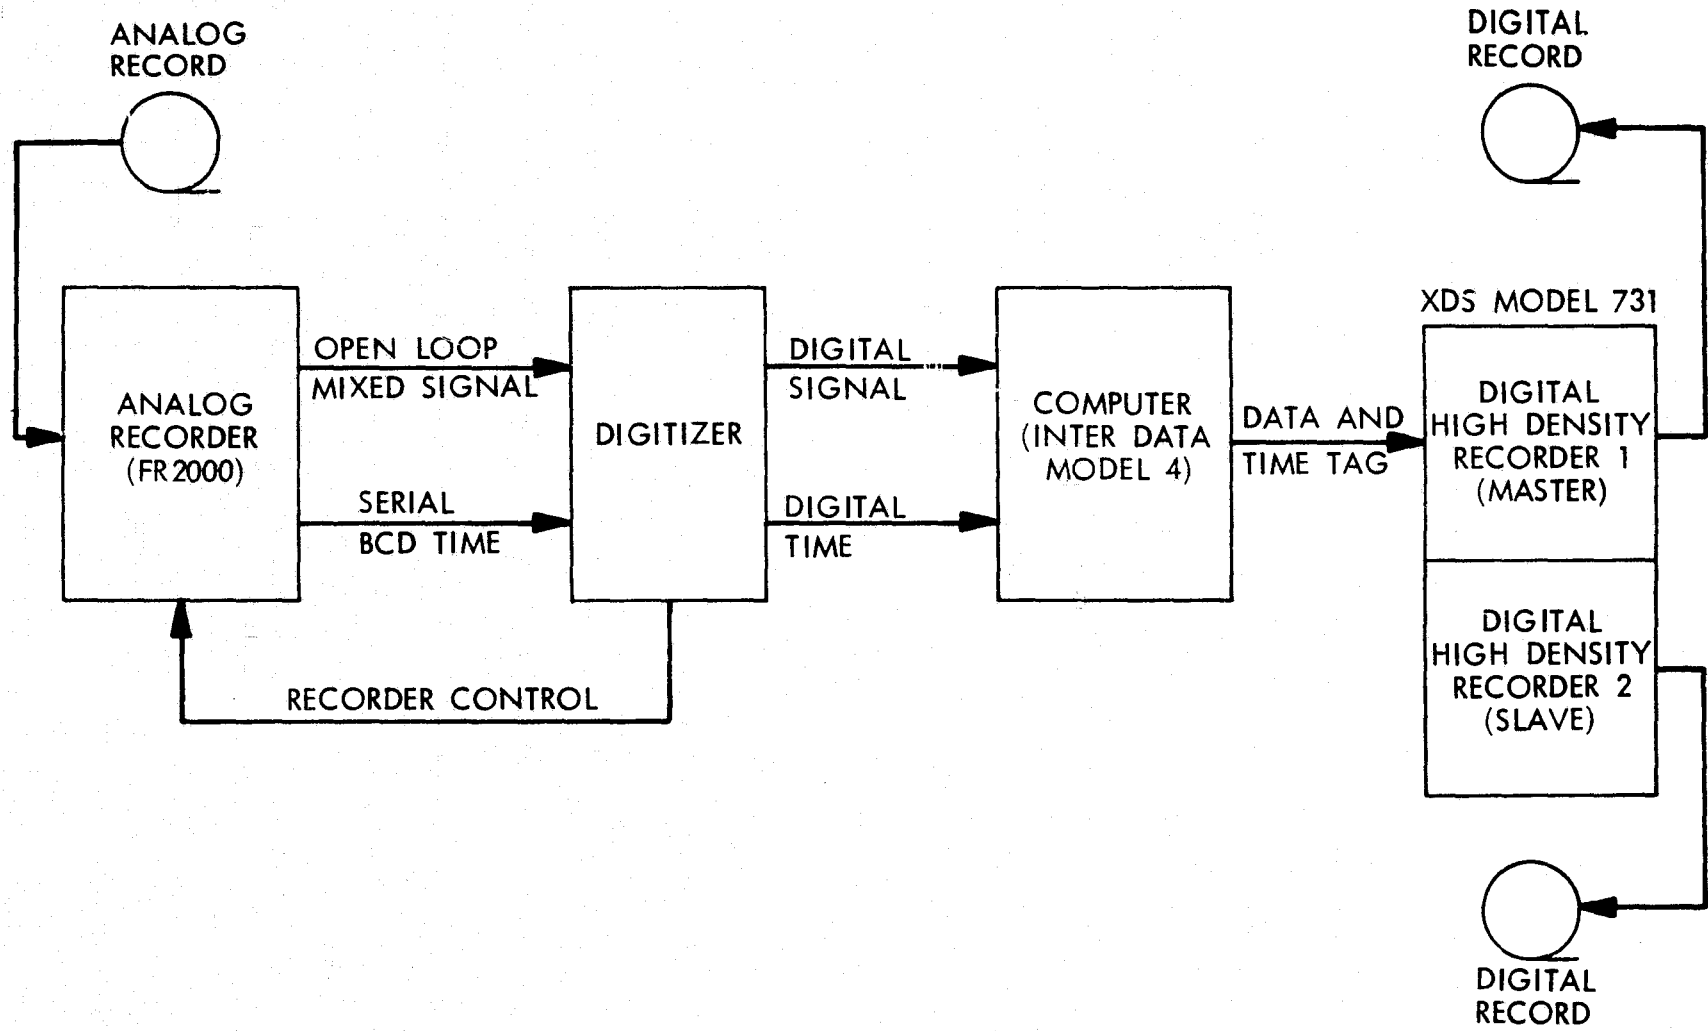 ANALOG
RECORD
DIGITAL
RECORD
XDS MODEL 731
OPEN LOOP
MIXED SIGNAL
DIGITAL
SIGNAL
ANALOG
RECORDER
(FR2000)
DIGITIZER
COMPUTER
(INTER DATA
MODEL 4)
DATA AND
TIME TAG
DIGITAL
HIGH DENSITY
RECORDER 1
(MASTER)
SERIAL
BCD TIME
DIGITAL
TIME
DIGITAL
HIGH DENSITY
RECORDER 2
(SLAVE)
RECORDER CONTROL
DIGITAL
RECORD